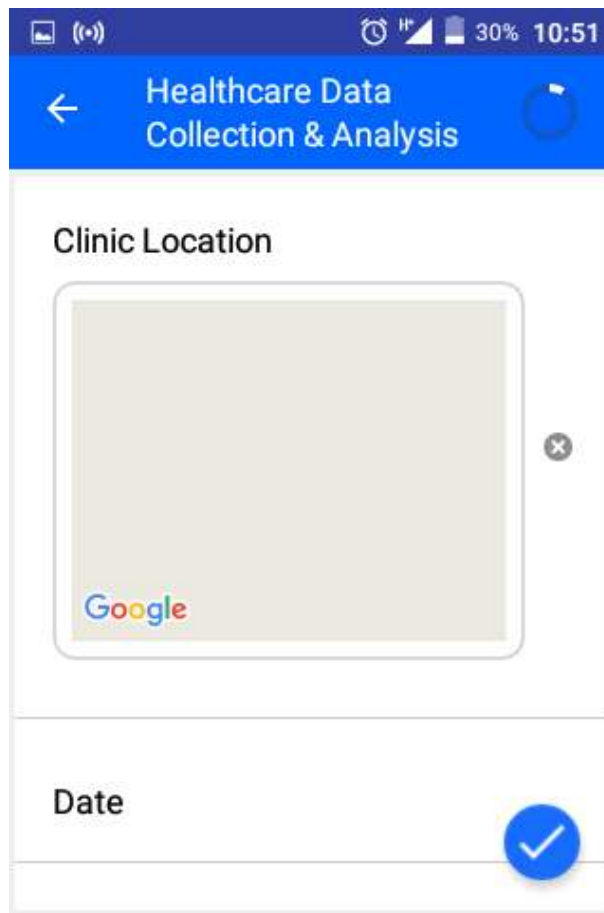 H+ 30% 10:51
Healthcare Data
Collection & Analysis
Clinic Location
Google
Date